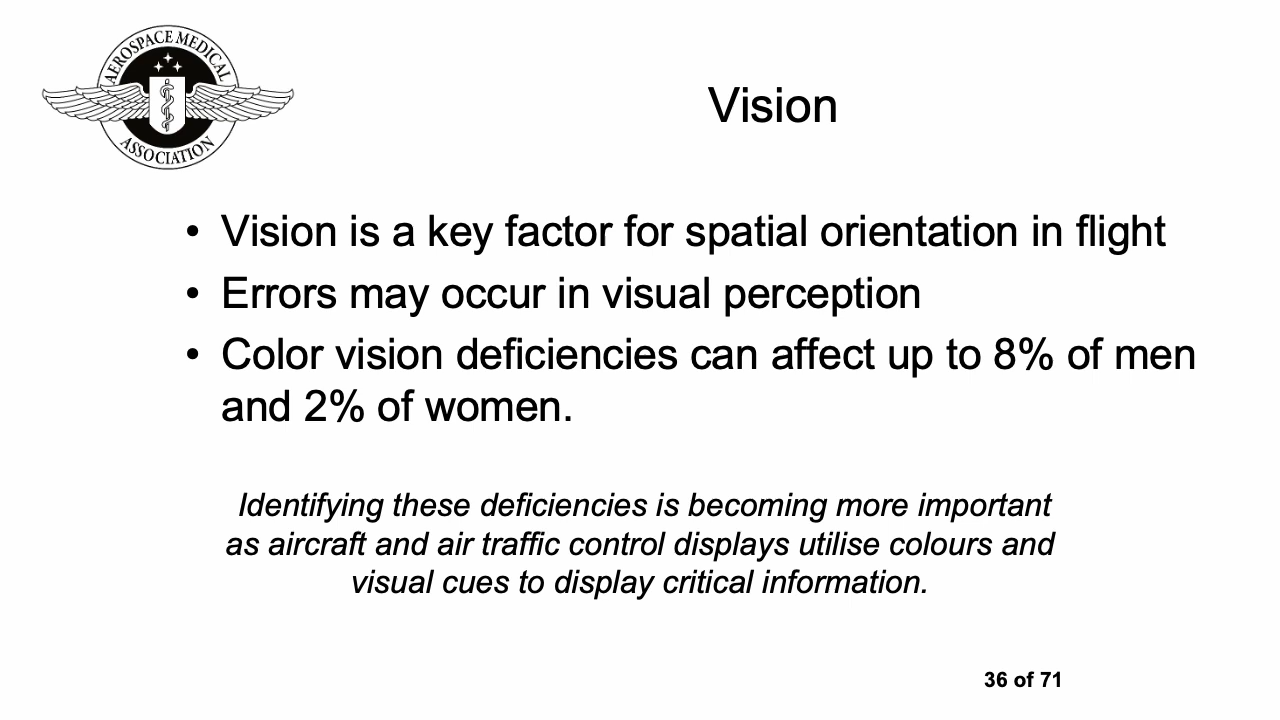 AEROSPACE MEDICAL
ASSOCIATION
Vision
• Vision is a key factor for spatial orientation in flight
• Errors may occur in visual perception
• Color vision deficiencies can affect up to 8% of men
and 2% of women.
Identifying these deficiencies is becoming more important
as aircraft and air traffic control displays utilise colours and
visual cues to display critical information.
36 of 71